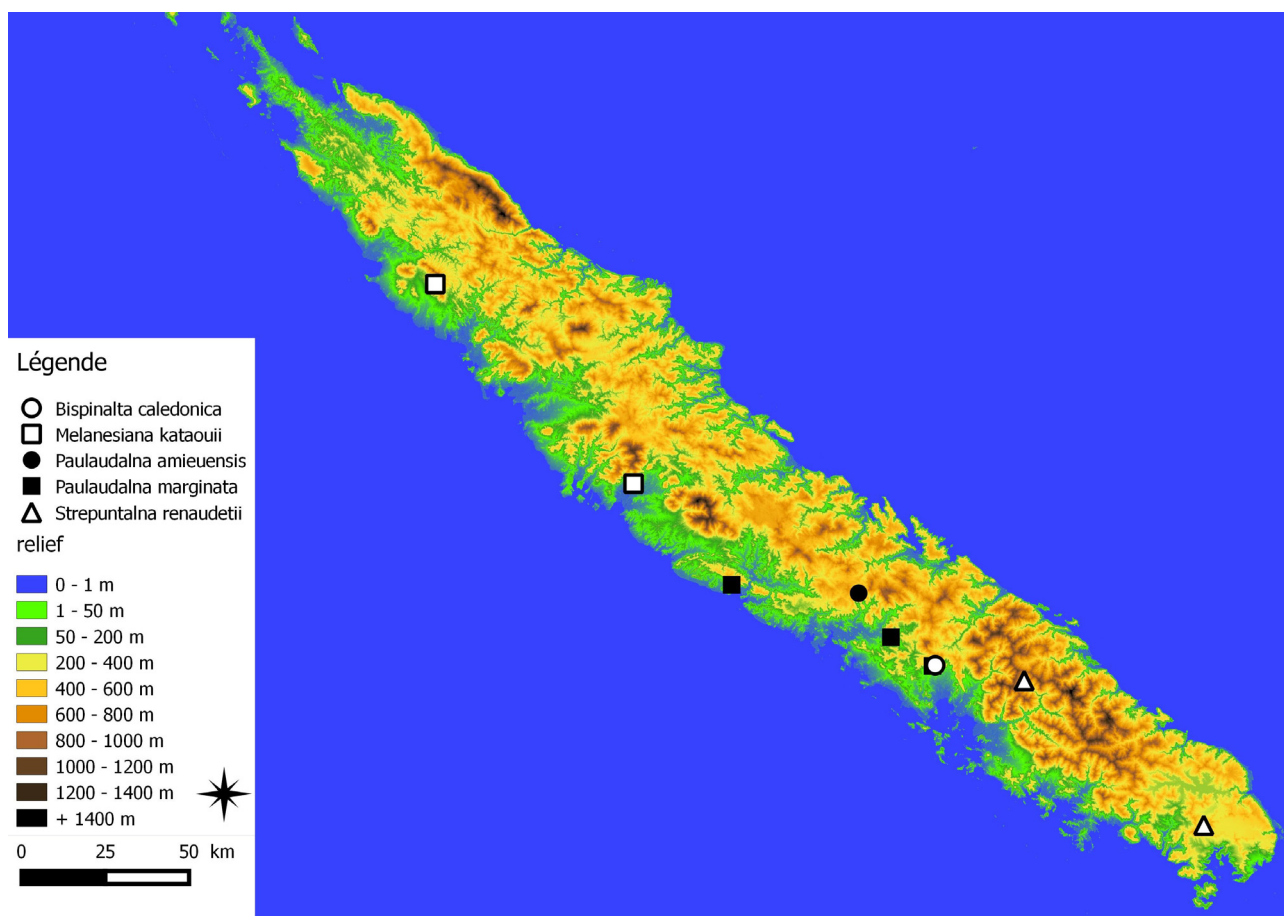 Légende
Bispinalta caledonica
Melanesiana kataouii
Paulaudalna amieuensis
Paulaudalna marginata
Strepuntalna renaudetii
relief
0 - 1 m
1 - 50 m
50 - 200 m
200 - 400 m
400 - 600 m
600 - 800 m
800 - 1000 m
1000 - 1200 m
1200 - 1400 m
+ 1400 m
0 25 50 km